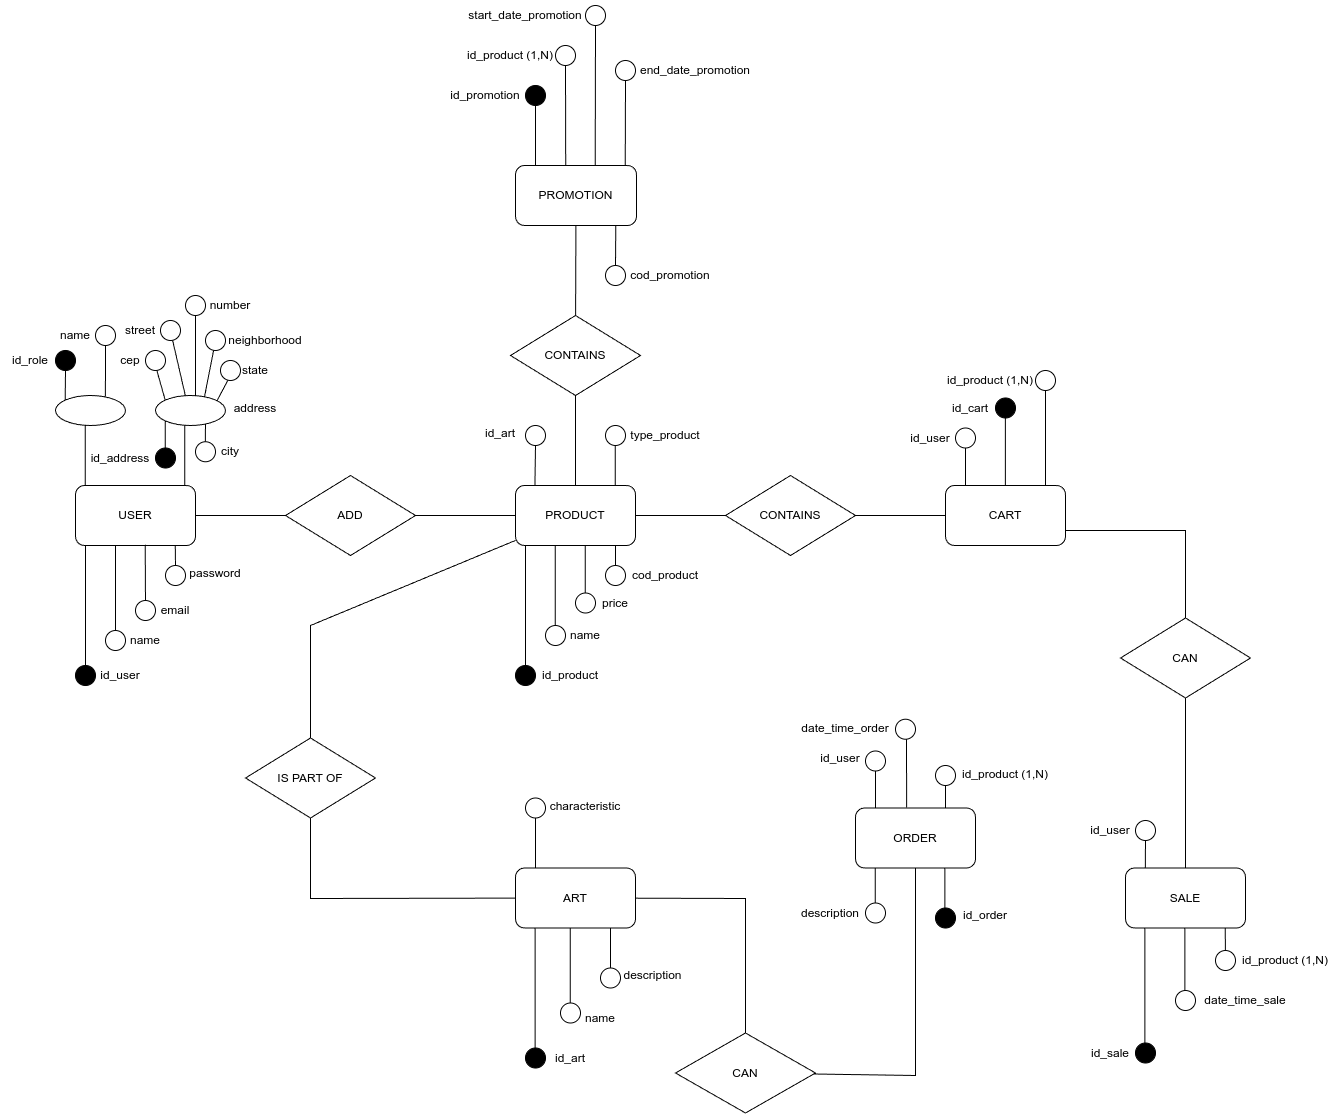 start_date_promotion
id_product (1,N)
end_date_promotion
id_promotion
PROMOTION
cod_promotion
number
street
name
neighborhood
id_role
cep
state
address
id_address
city
CONTAINS
id_product (1,N)
id_cart
id_user
id_art
type_product
USER
ADD
PRODUCT
CONTAINS
CART
password
email
name
id_user
cod_product
price
name
id_product
CAN
IS PART OF
date_time_order
id_user
id_product (1,N)
characteristic
ORDER
id_user
ART
SALE
description
id_order
id_product (1,N)
description
date_time_sale
name
id_art
id_sale
CAN